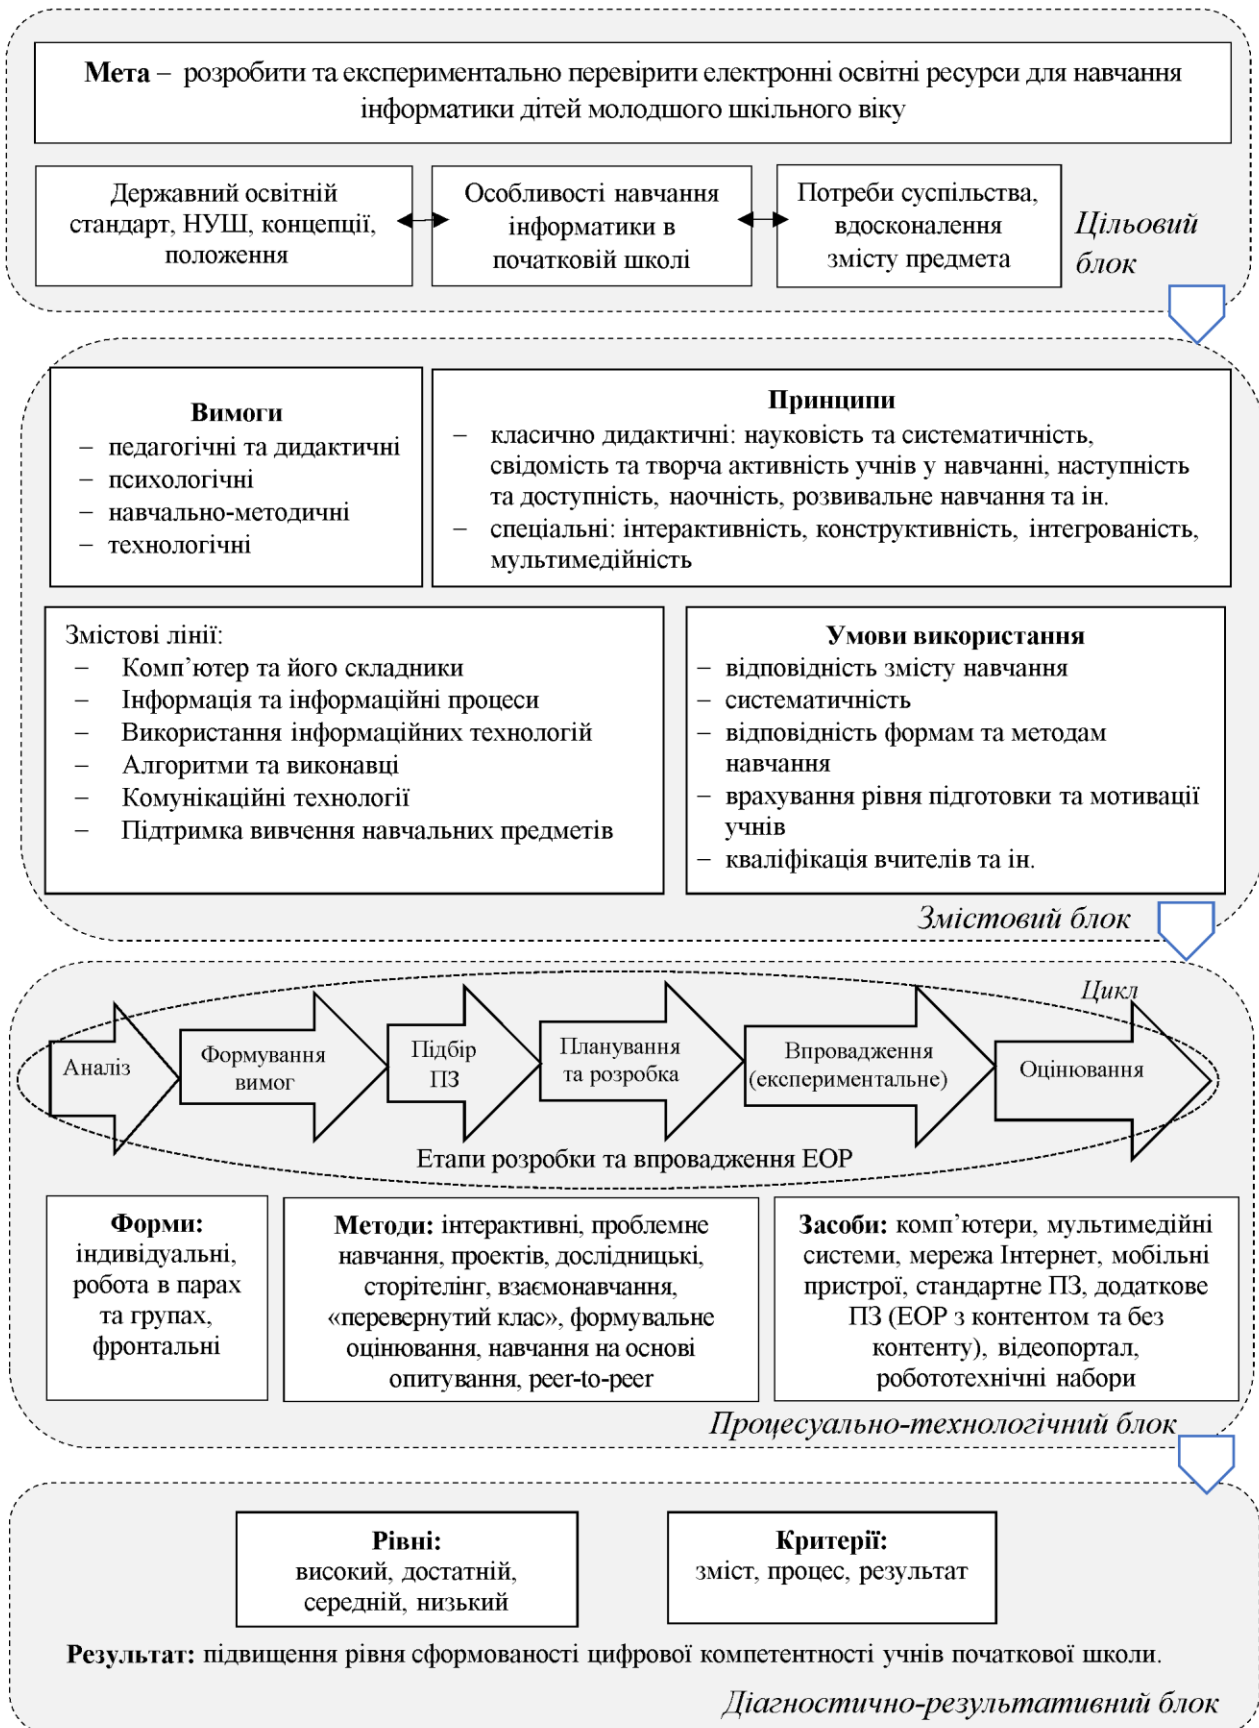 Мета – розробити та експериментально перевірити електронні освітні ресурси для навчання
інформатики дітей молодшого шкільного віку
Державний освітній
стандарт, НУШ, концепції,
положення
Особливості навчання
інформатики в
початковій школі
Потреби суспільства,
вдосконалення
змісту предмета
Цільовий
блок
Вимоги
– педагогічні та дидактичні
– психологічні
– навчально-методичні
– технологічні
Принципи
– класично дидактичні: науковість та систематичність,
свідомість та творча активність учнів у навчанні, наступність
та доступність, наочність, розвивальне навчання та ін.
– спеціальні: інтерактивність, конструктивність, інтегрованість,
мультимедійність
Змістові лінії:
– Комп’ютер та його складники
– Інформація та інформаційні процеси
– Використання інформаційних технологій
– Алгоритми та виконавці
– Комунікаційні технології
– Підтримка вивчення навчальних предметів
Умови використання
– відповідність змісту навчання
– систематичність
– відповідність формам та методам
навчання
– врахування рівня підготовки та мотивації
учнів
– кваліфікація вчителів та ін.
Змістовий блок
Цикл
Аналіз
Формування
вимог
Підбір
ПЗ
Планування
та розробка
Впровадження
(експериментальне)
Оцінювання
Етапи розробки та впровадження ЕОР
Форми:
індивідуальні,
робота в парах
та групах,
фронтальні
Методи: інтерактивні, проблемне
навчання, проектів, дослідницькі,
сторітелінг, взаємонавчання,
«перевернутий клас», формувальне
оцінювання, навчання на основі
опитування, peer-to-peer
Засоби: комп’ютери, мультимедійні
системи, мережа Інтернет, мобільні
пристрої, стандартне ПЗ, додаткове
ПЗ (ЕОР з контентом та без
контенту), відеопортал,
робототехнічні набори
Процесуально-технологічний блок
Рівні:
високий, достатній,
середній, низький
Критерії:
зміст, процес, результат
Результат: підвищення рівня сформованості цифрової компетентності учнів початкової школи.
Діагностично-результативний блок